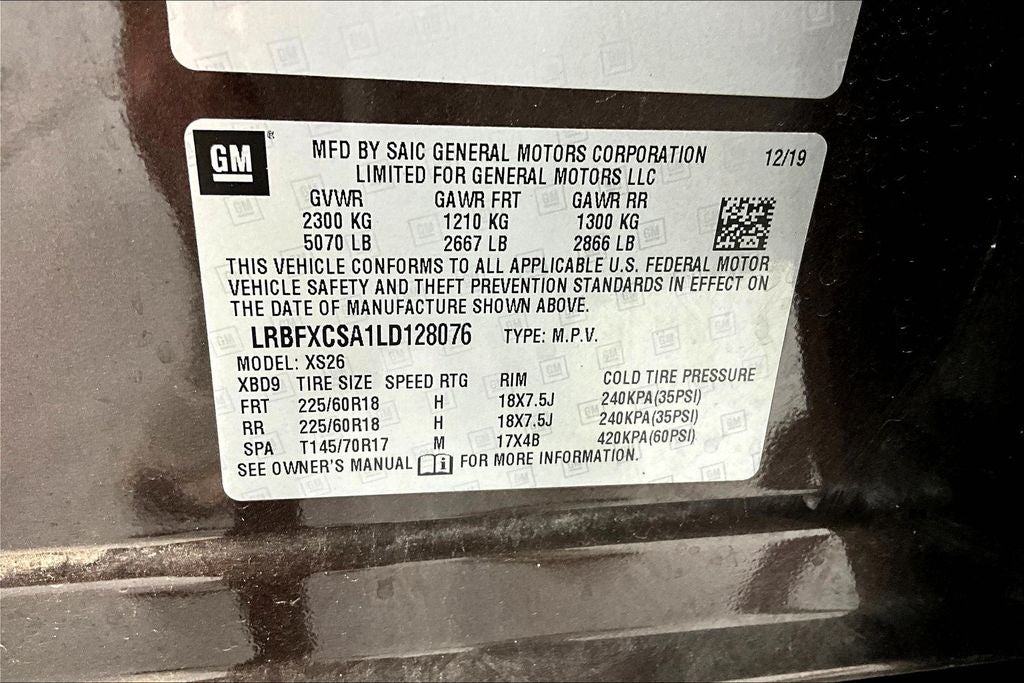 GM ®
MFD BY SAIC GENERAL MOTORS CORPORATION 12/19
LIMITED FOR GENERAL MOTORS LLC
GVWR GAWR FRT GAWR RR
2300 KG 1210 KG 1300 KG
5070 LB 2667 LB 2866 LB
THIS VEHICLE CONFORMS TO ALL APPLICABLE U.S. FEDERAL MOTOR
VEHICLE SAFETY AND THEFT PREVENTION STANDARDS IN EFFECT ON
THE DATE OF MANUFACTURE SHOWN ABOVE.
LRBFXCSA1LD128076 TYPE: M.P.V.
MODEL: XS26
XBD9 TIRE SIZE SPEED RTG RIM COLD TIRE PRESSURE
FRT 225/60R18 H 18X7.5J 240KPA(35PSI)
RR 225/60R18 H 18X7.5J 240KPA(35PSI)
SPA T145/70R17 M 17X4B 420KPA(60PSI)
SEE OWNER'S MANUAL FOR MORE INFORMATION.